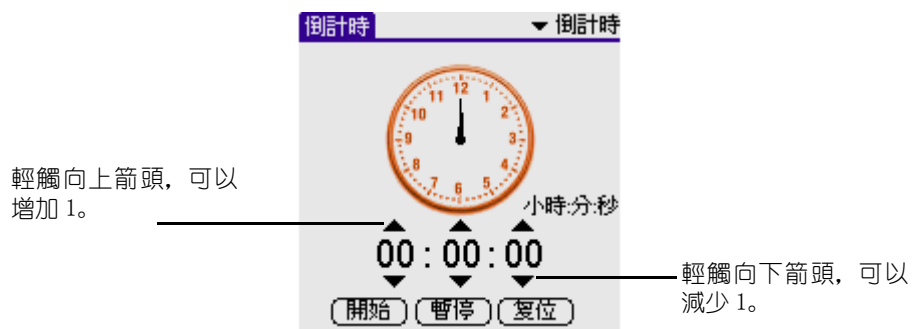 倒計時
倒計時
12
11 1
10 2
9 3
8 4
7 6 5
小時:分:秒
輕觸向上箭頭，可以
增加 1。
00 : 00 : 00
輕觸向下箭頭，可以
減少 1。
開始 暫停 复位